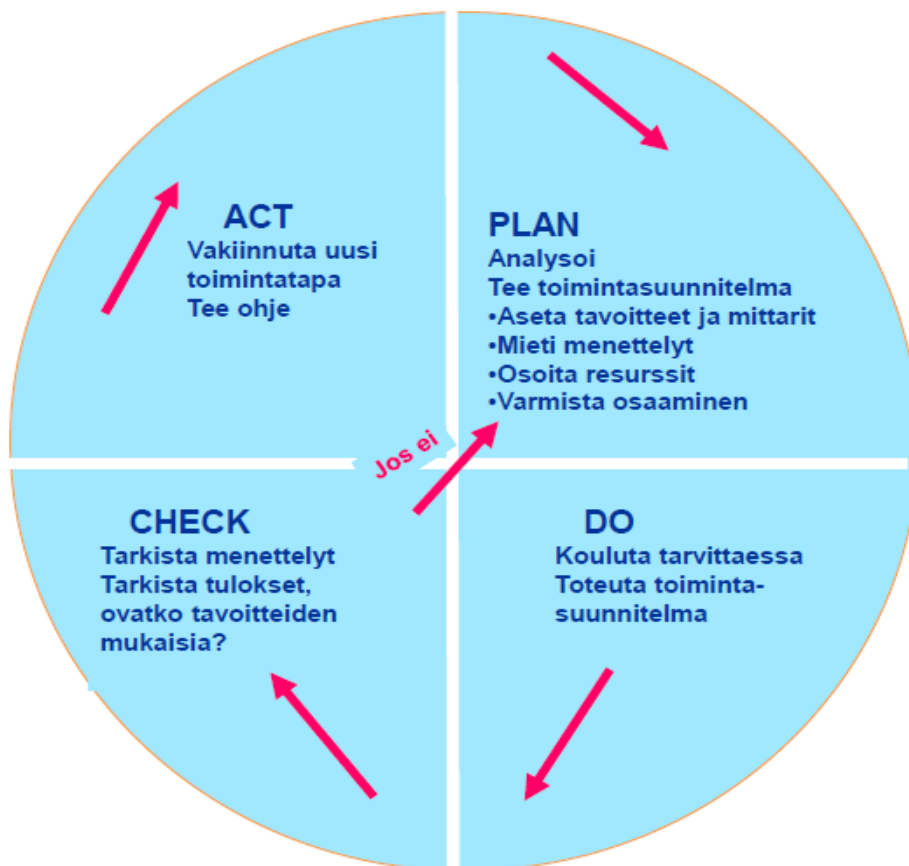 ACT
Vakiinnuta uusi
toimintatapa
Tee ohje
PLAN
Analysoi
Tee toimintasuunnitelma
•Aseta tavoitteet ja mittarit
•Mieti menettelyt
•Osoita resurssit
•Varmista osaaminen
Jos ei
CHECK
Tarkista menettelyt
Tarkista tulokset,
ovatko tavoitteiden
mukaisia?
DO
Kouluta tarvittaessa
Toteuta toiminta-
suunnitelma